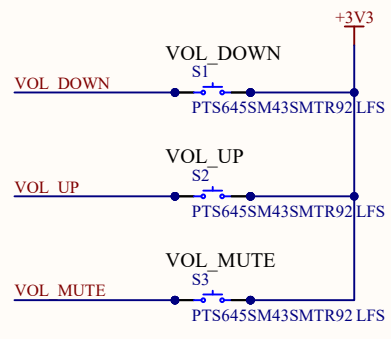 +3V3
VOL_DOWN
S1
VOL_DOWN
PTS645SM43SMTR92 LFS
VOL_UP
S2
VOL_UP
PTS645SM43SMTR92 LFS
VOL_MUTE
S3
VOL_MUTE
PTS645SM43SMTR92 LFS